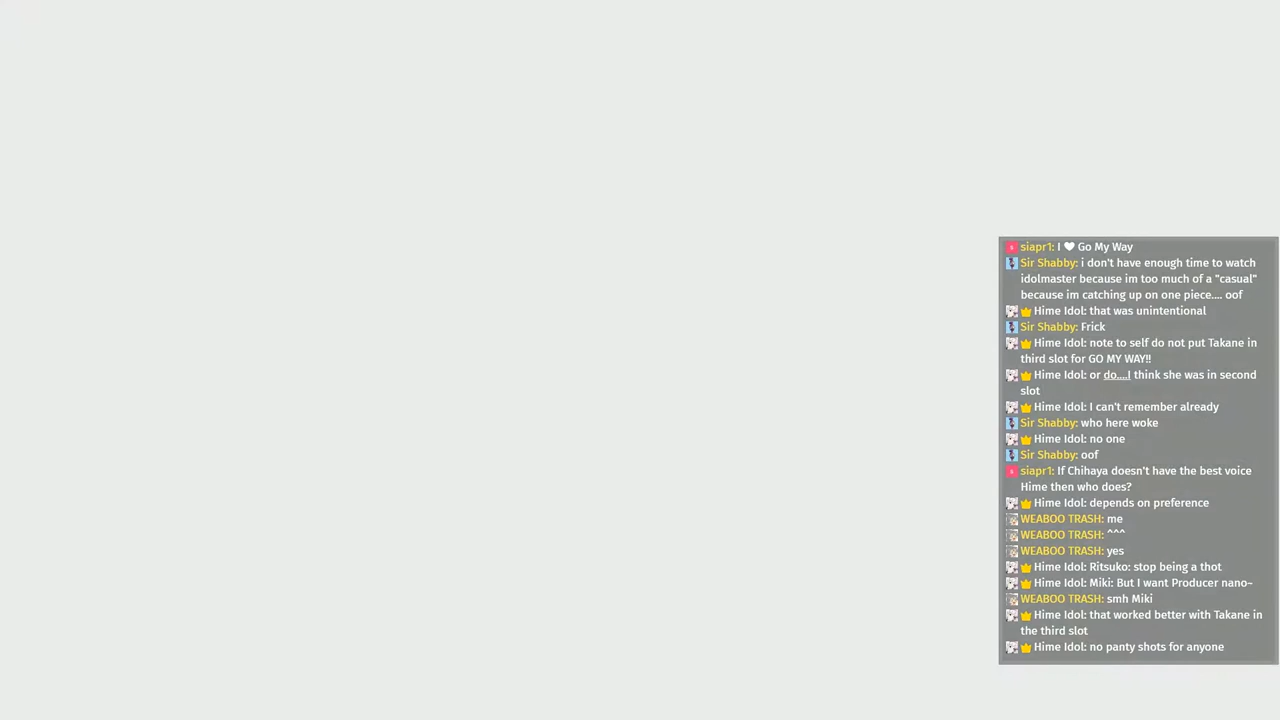 siapr1: I ❤ Go My Way
Sir Shabby: i don't have enough time to watch
idolmaster because im too much of a "casual"
because im catching up on one piece.... oof
Hime Idol: that was unintentional
Sir Shabby: Frick
Hime Idol: note to self do not put Takane in
third slot for GO MY WAY!!
Hime Idol: or do....I think she was in second
slot
Hime Idol: I can't remember already
Sir Shabby: who here woke
Hime Idol: no one
Sir Shabby: oof
siapr1: If Chihaya doesn't have the best voice
Hime then who does?
Hime Idol: depends on preference
WEABOO TRASH: me
WEABOO TRASH: ^^^
WEABOO TRASH: yes
Hime Idol: Ritsuko: stop being a thot
Hime Idol: Miki: But I want Producer nano~
WEABOO TRASH: smh Miki
Hime Idol: that worked better with Takane in
the third slot
Hime Idol: no panty shots for anyone